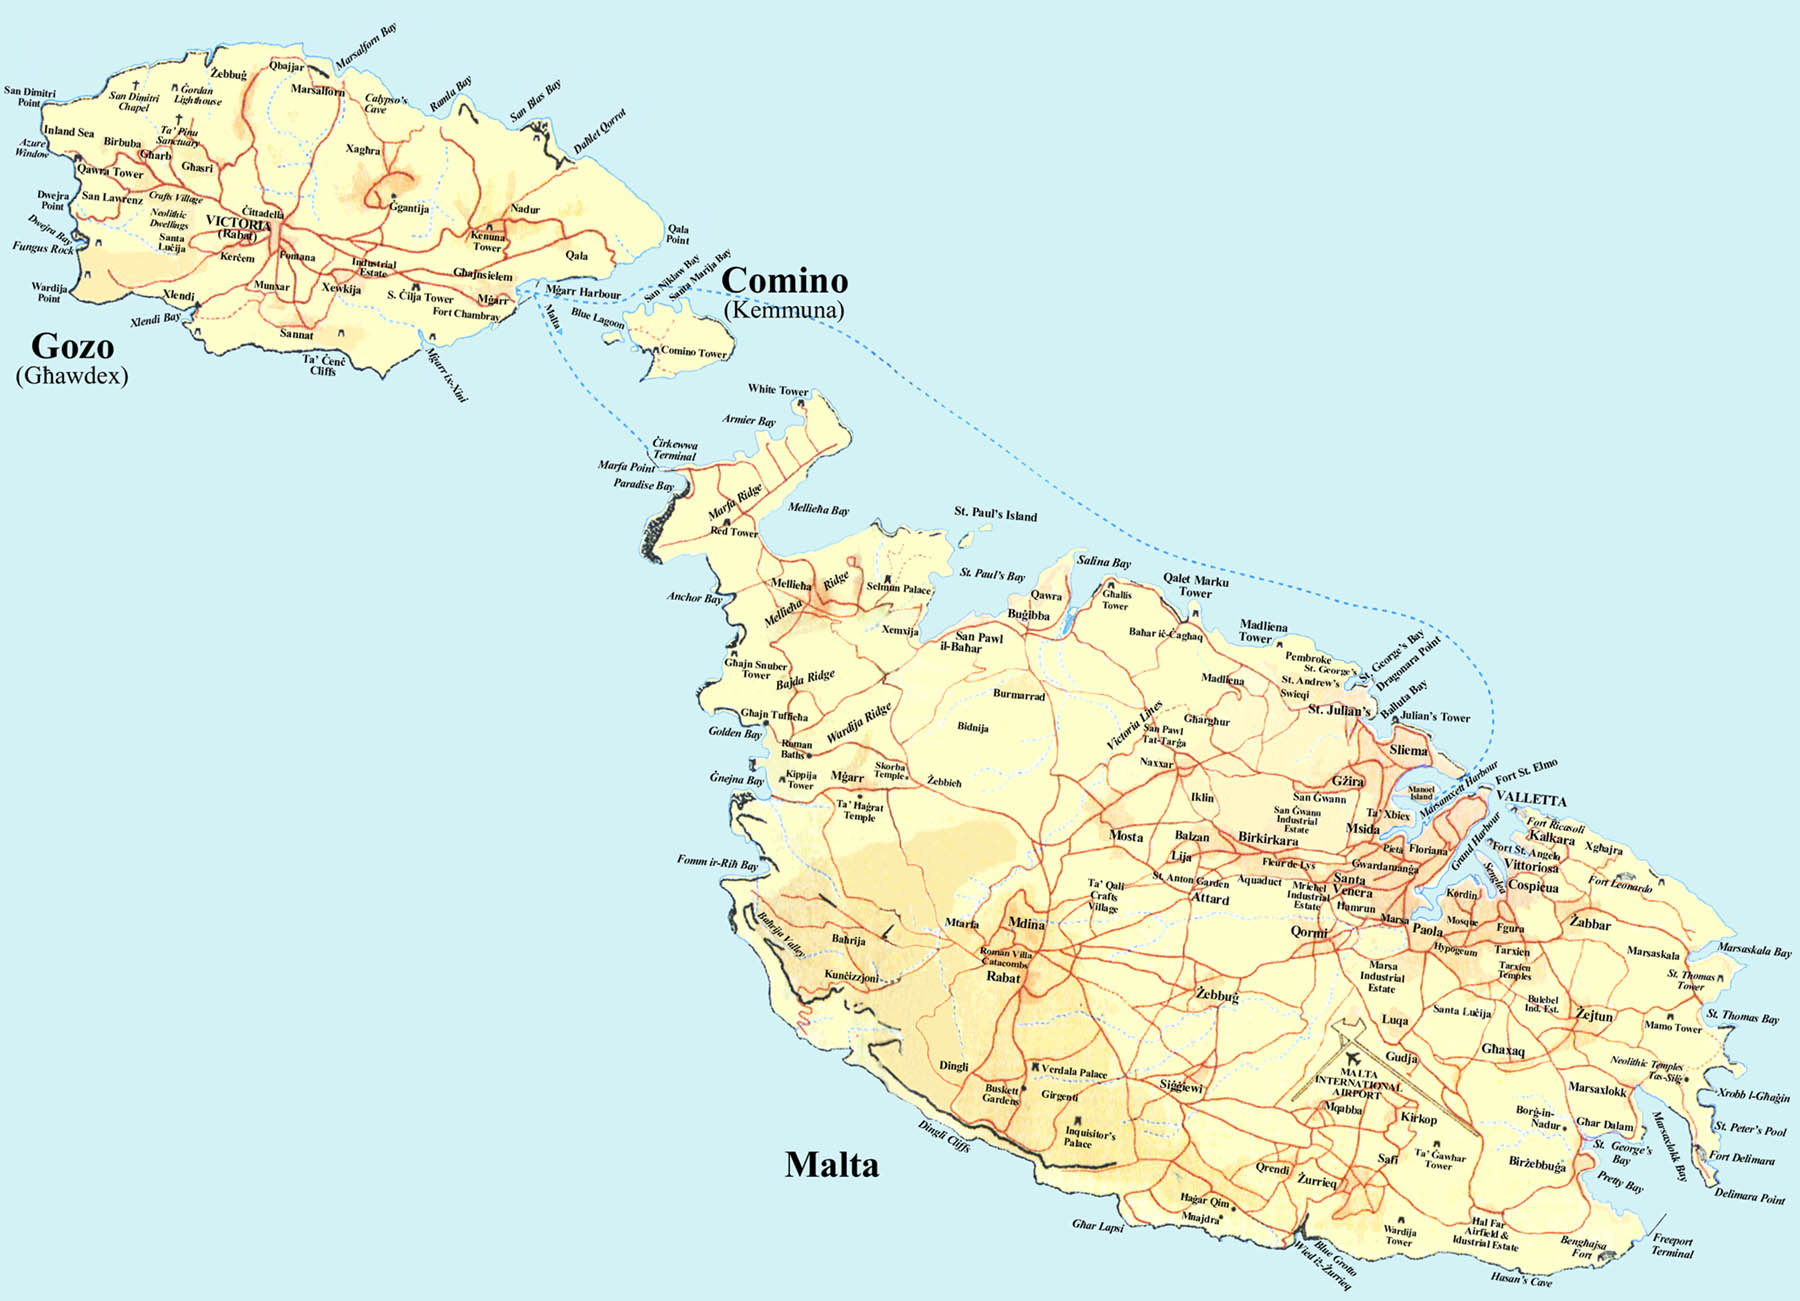 Marsalforn Bay
Qbajjar
Żebbuġ
Marsalforn
Ġordan
Lighthouse
San Dimitri
Chapel
San Dimitri
Point
Calypso's
Cave
Ramla Bay
San Blas Bay
Daħlet Qorrot
Inland Sea
Ta' Pinu
Sanctuary
Azure
Window
Birbuba
Għarb
Għasri
Xagħra
Qawra Tower
San Lawrenz
Crafts Village
Dwejra
Point
Neolithic
Dwellings
Ċittadella
VICTORIA
(Rabat)
Ġgantija
Nadur
Kenuna
Tower
Qala
Point
Dwejra Bay
Fungus Rock
Santa
Luċija
Kerċem
Fontana
Industrial
Estate
Għajnsielem
Qala
Wardija
Point
Xlendi
Munxar
Xewkija
S. Ċilja Tower
Mġarr
Fort Chambray
Mġarr Harbour
Xlendi Bay
Sannat
Ta' Ċenċ
Cliffs
Mġarr ix-Xini
Gozo
(Għawdex)
Malta
San Niklaw Bay
Santa Marija Bay
Comino
(Kemmuna)
Blue Lagoon
Comino Tower
White Tower
Armier Bay
Ċirkewwa
Terminal
Marfa Point
Paradise Bay
Marfa Ridge
Red Tower
Mellieħa Bay
St. Paul's Island
Anchor Bay
Mellieħa
Mellieħa Ridge
Selmun Palace
St. Paul's Bay
Salina Bay
Qawra
Buġibba
Għallis
Tower
Qalet Marku
Tower
Xemxija
San Pawl
il-Baħar
Baħar iċ-Ċagħaq
Madliena
Tower
Pembroke
St. George's
St. Andrew's
Swieqi
St. George's Bay
Dragonara Point
Balluta Bay
Julian's Tower
Għajn Snuber
Tower
Bajda Ridge
Għajn Tuffieħa
Golden Bay
Wardija Ridge
Burmarrad
Bidnija
Madliena
Għargħur
Victoria Lines
San Pawl
Tat-Tarġa
Naxxar
St. Julian's
Sliema
Roman
Baths
Ġnejna Bay
Kippija
Tower
Mġarr
Skorba
Temple
Żebbieħ
Ta' Ħaġrat
Temple
Iklin
Gżira
San Ġwann
San Ġwann
Industrial
Estate
Manoel
Island
Marsamxett Harbour
Fort St. Elmo
VALLETTA
Ta' Xbiex
Msida
Mosta
Balzan
Lija
Birkirkara
Pietà
Floriana
Grand Harbour
Fort Ricasoli
Kalkara
Xgħajra
Fort St. Angelo
Vittoriosa
Senglea
Cospicua
Fort Leonardo
Fomm ir-Riħ Bay
Fleur de Lys
Gwardamanġa
St. Anton Garden
Aquaduct
Attard
Ta' Qali
Crafts
Village
Mriehel
Industrial
Estate
Santa
Venera
Hamrun
Marsa
Kordin
Mosque
Fgura
Żabbar
Mtarfa
Mdina
Baħrija Valley
Baħrija
Roman Villa
Catacombs
Rabat
Kunċizzjoni
Qormi
Paola
Hypogeum
Tarxien
Tarxien
Temples
Marsaskala
Marsaskala Bay
St. Thomas
Tower
Marsa
Industrial
Estate
Żebbuġ
Bulebel
Ind. Est.
Santa Luċija
Luqa
Żejtun
Mamo Tower
St. Thomas Bay
Gudja
Għaxaq
Neolithic Temples
Tas-Silġ
Dingli
Verdala Palace
Buskett
Gardens
Girgenti
Siġġiewi
MALTA
INTERNATIONAL
AIRPORT
Mqabba
Kirkop
Marsaxlokk
Xrobb l-Għaġin
Borġ-in-
Nadur
Għar Dalam
Marsaxlokk Bay
St. Peter's Pool
Inquisitor's
Palace
Dingli Cliffs
Safi
Ta' Ġawhar
Tower
St. George's
Bay
Fort Delimara
Malta
Qrendi
Żurrieq
Birżebbuġa
Pretty Bay
Delimara Point
Ħaġar Qim
Mnajdra
Għar Lapsi
Wardija
Tower
Hal Far
Airfield &
Idustrial Estate
Bengħajsa
Fort
Freeport
Terminal
Blue Grotto
Wied iż-Żurrieq
Hasan's Cave